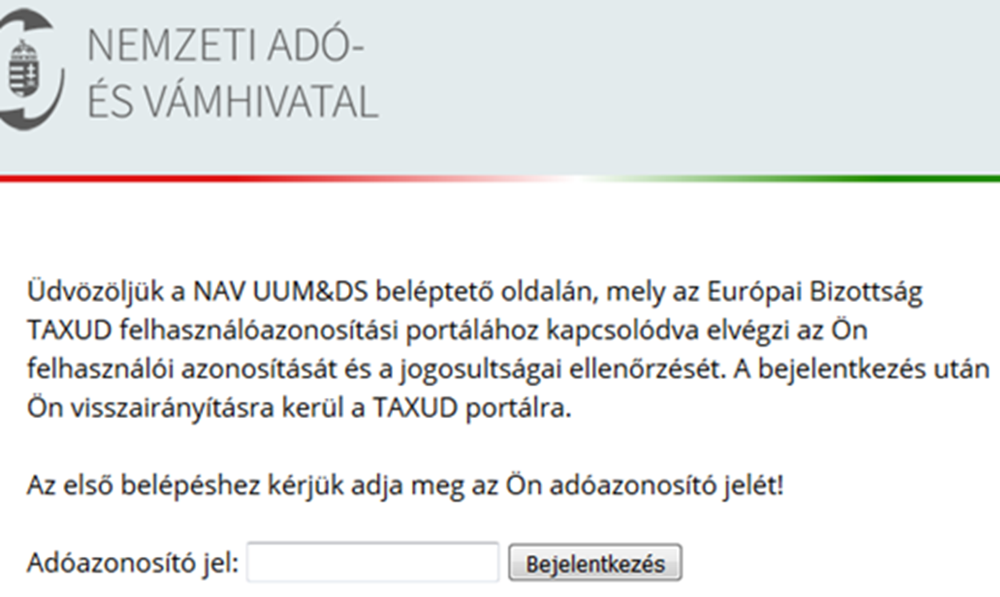 NEMZETI ADÓ-
ÉS VÁMHIVATAL
Üdvözöljük a NAV UUM&DS beléptető oldalán, mely az Európai Bizottság
TAXUD felhasználóazonosítási portálához kapcsolódva elvégzi az Ön
felhasználói azonosítását és a jogosultságai ellenőrzését. A bejelentkezés után
Ön visszairányításra kerül a TAXUD portálra.
Az első belépéshez kérjük adja meg az Ön adóazonosító jelét!
Adóazonosító jel: Bejelentkezés